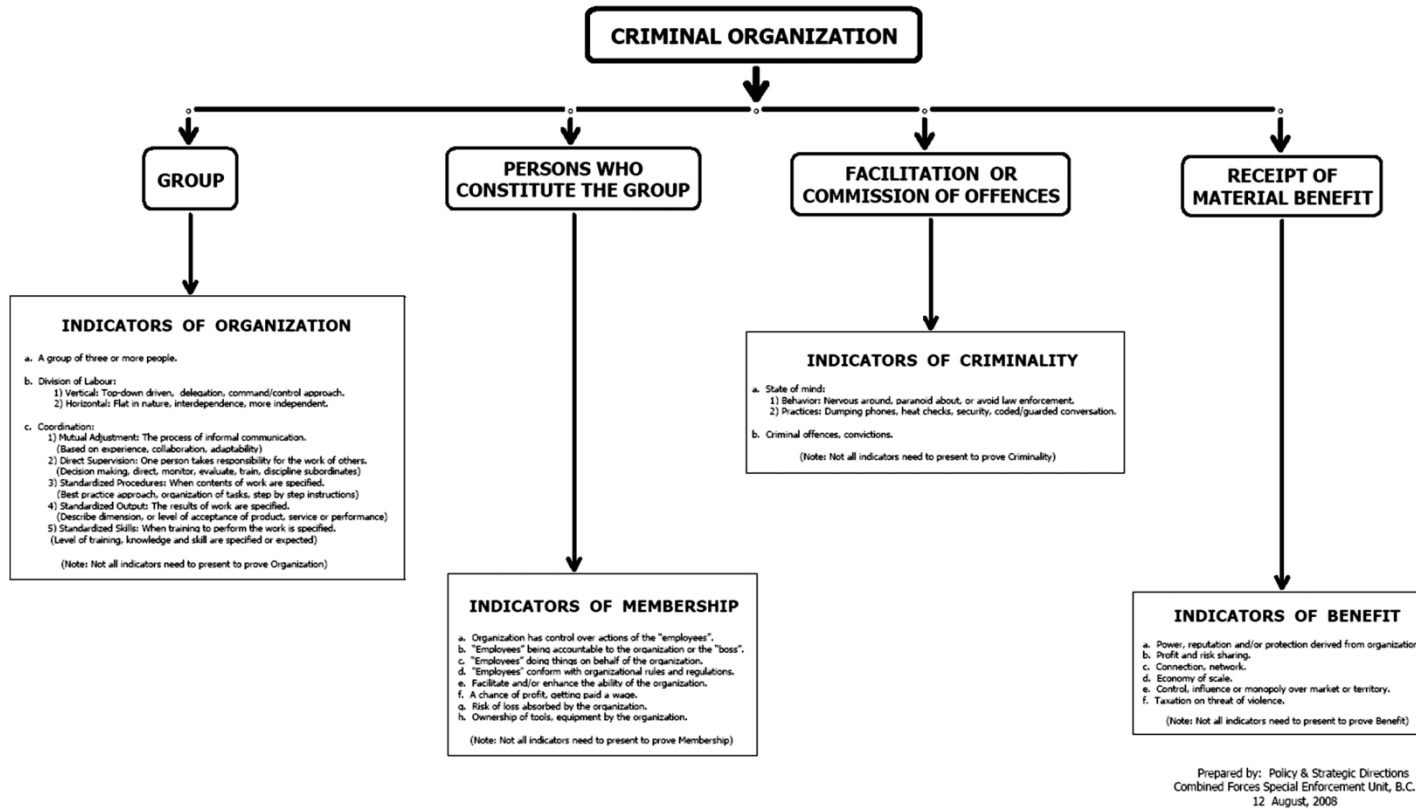 CRIMINAL ORGANIZATION
GROUP
PERSONS WHO
CONSTITUTE THE GROUP
FACILITATION OR
COMMISSION OF OFFENCES
RECEIPT OF
MATERIAL BENEFIT
INDICATORS OF ORGANIZATION
a. A group of three or more people.
b. Division of Labour:
1) Vertical: Top-down driven, delegation, command/control approach.
2) Horizontal: Flat in nature, interdependence, more independent.
c. Coordination:
1) Mutual Adjustment: The process of informal communication.
(Based on experience, collaboration, adaptability)
2) Direct Supervision: One person takes responsibility for the work of others.
(Decision making, direct, monitor, evaluate, train, discipline subordinates)
3) Standardized Procedures: When contents of work are specified.
(Best practice approach, organization of tasks, step by step instructions)
4) Standardized Output: The results of work are specified.
(Describe dimension, or level of acceptance of product, service or performance)
5) Standardized Skills: When training to perform the work is specified.
(Level of training, knowledge and skill are specified or expected)
(Note: Not all indicators need to present to prove Organization)
INDICATORS OF MEMBERSHIP
a. Organization has control over actions of the "employees".
b. "Employees" being accountable to the organization or the "boss".
c. "Employees" doing things on behalf of the organization.
d. "Employees" conform with organizational rules and regulations.
e. Facilitate and/or enhance the ability of the organization.
f. A chance of profit, getting paid a wage.
g. Risk of loss absorbed by the organization.
h. Ownership of tools, equipment by the organization.
(Note: Not all indicators need to present to prove Membership)
INDICATORS OF CRIMINALITY
a. State of mind:
1) Behavior: Nervous around, paranoid about, or avoid law enforcement.
2) Practices: Dumping phones, heat checks, security, coded/guarded conversation.
b. Criminal offences, convictions.
(Note: Not all indicators need to present to prove Criminality)
INDICATORS OF BENEFIT
a. Power, reputation and/or protection derived from organization
b. Profit and risk sharing.
c. Connection, network.
d. Economy of scale.
e. Control, influence or monopoly over market or territory.
f. Taxation on threat of violence.
(Note: Not all indicators need to present to prove Benefit)
Prepared by: Policy & Strategic Directions
Combined Forces Special Enforcement Unit, B.C.
12 August, 2008